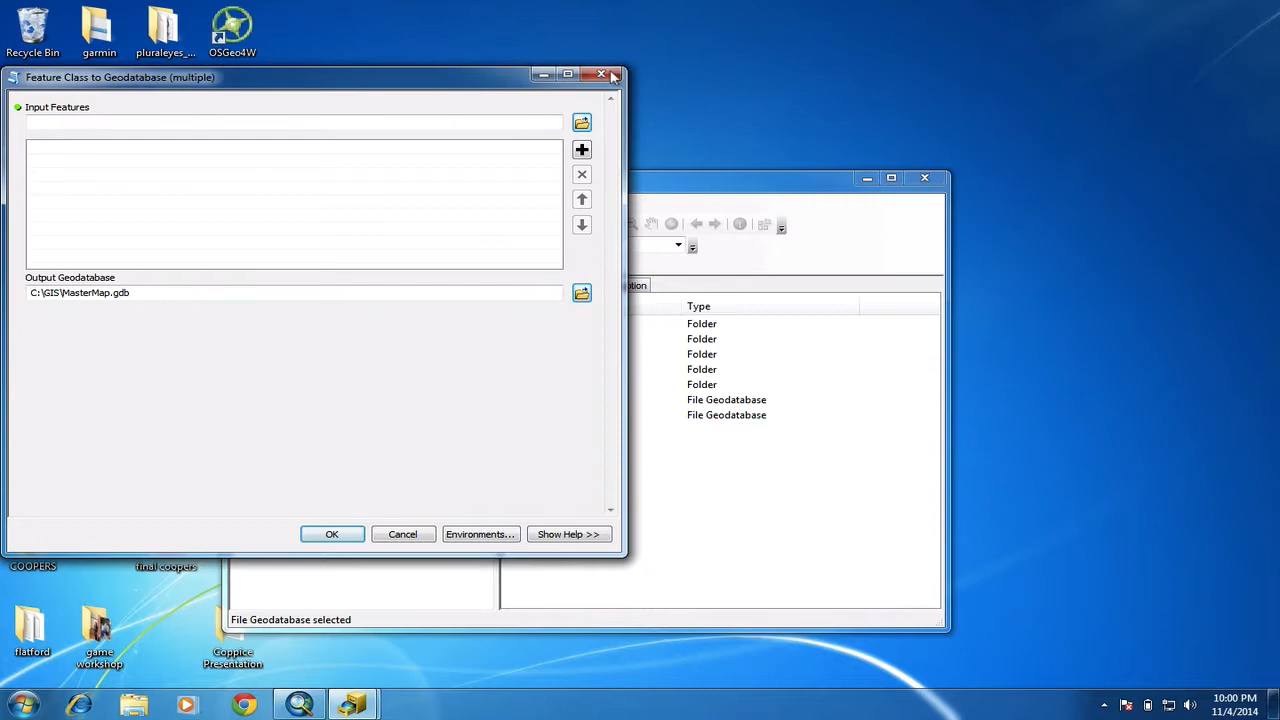 Recycle Bin
garmin
pluraleyes_...
OSGeo4W
Feature Class to Geodatabase (multiple)
Input Features
Output Geodatabase
C:\GIS\MasterMap.gdb
OK
Cancel
Environments...
Show Help >>
Type
Folder
Folder
Folder
Folder
Folder
File Geodatabase
File Geodatabase
COOPERS
final coopers
File Geodatabase selected
flatford
game
workshop
Coppice
Presentation
10:00 PM
11/4/2014